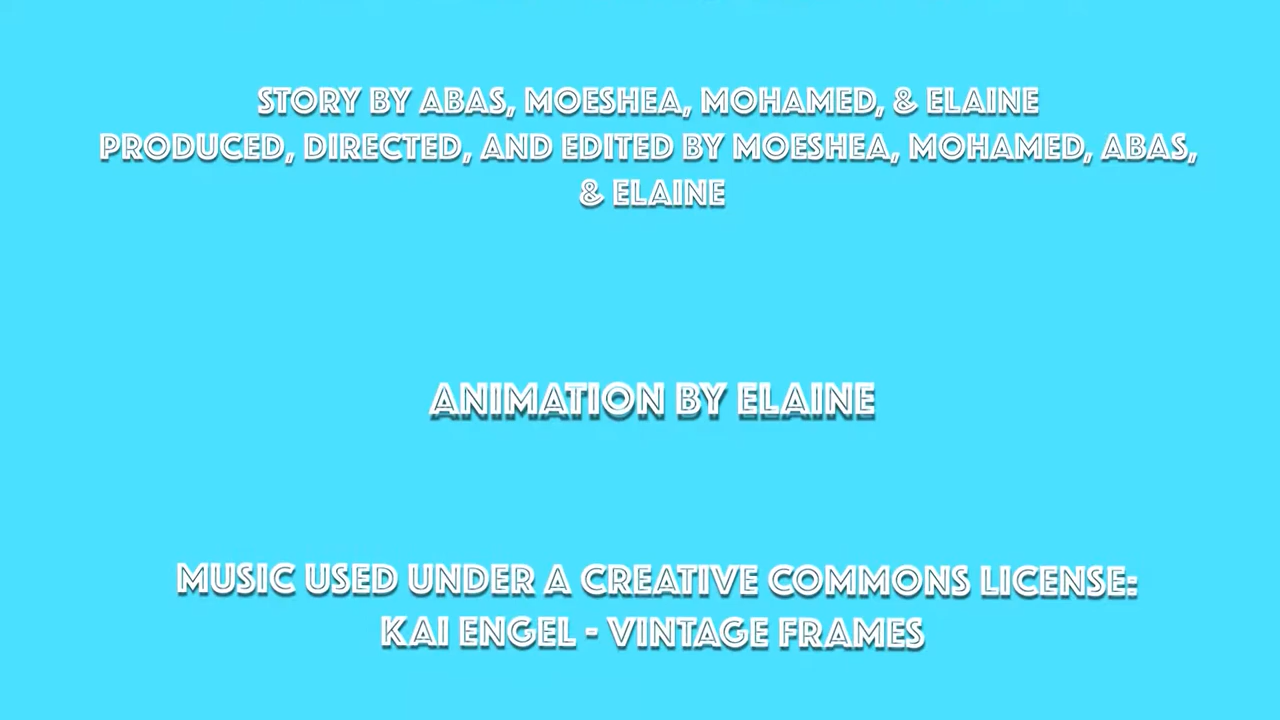 STORY BY ABAS, MOESHEA, MOHAMED, & ELAINE
PRODUCED, DIRECTED, AND EDITED BY MOESHEA, MOHAMED, ABAS,
& ELAINE
ANIMATION BY ELAINE
MUSIC USED UNDER A CREATIVE COMMONS LICENSE:
KAI ENGEL - VINTAGE FRAMES